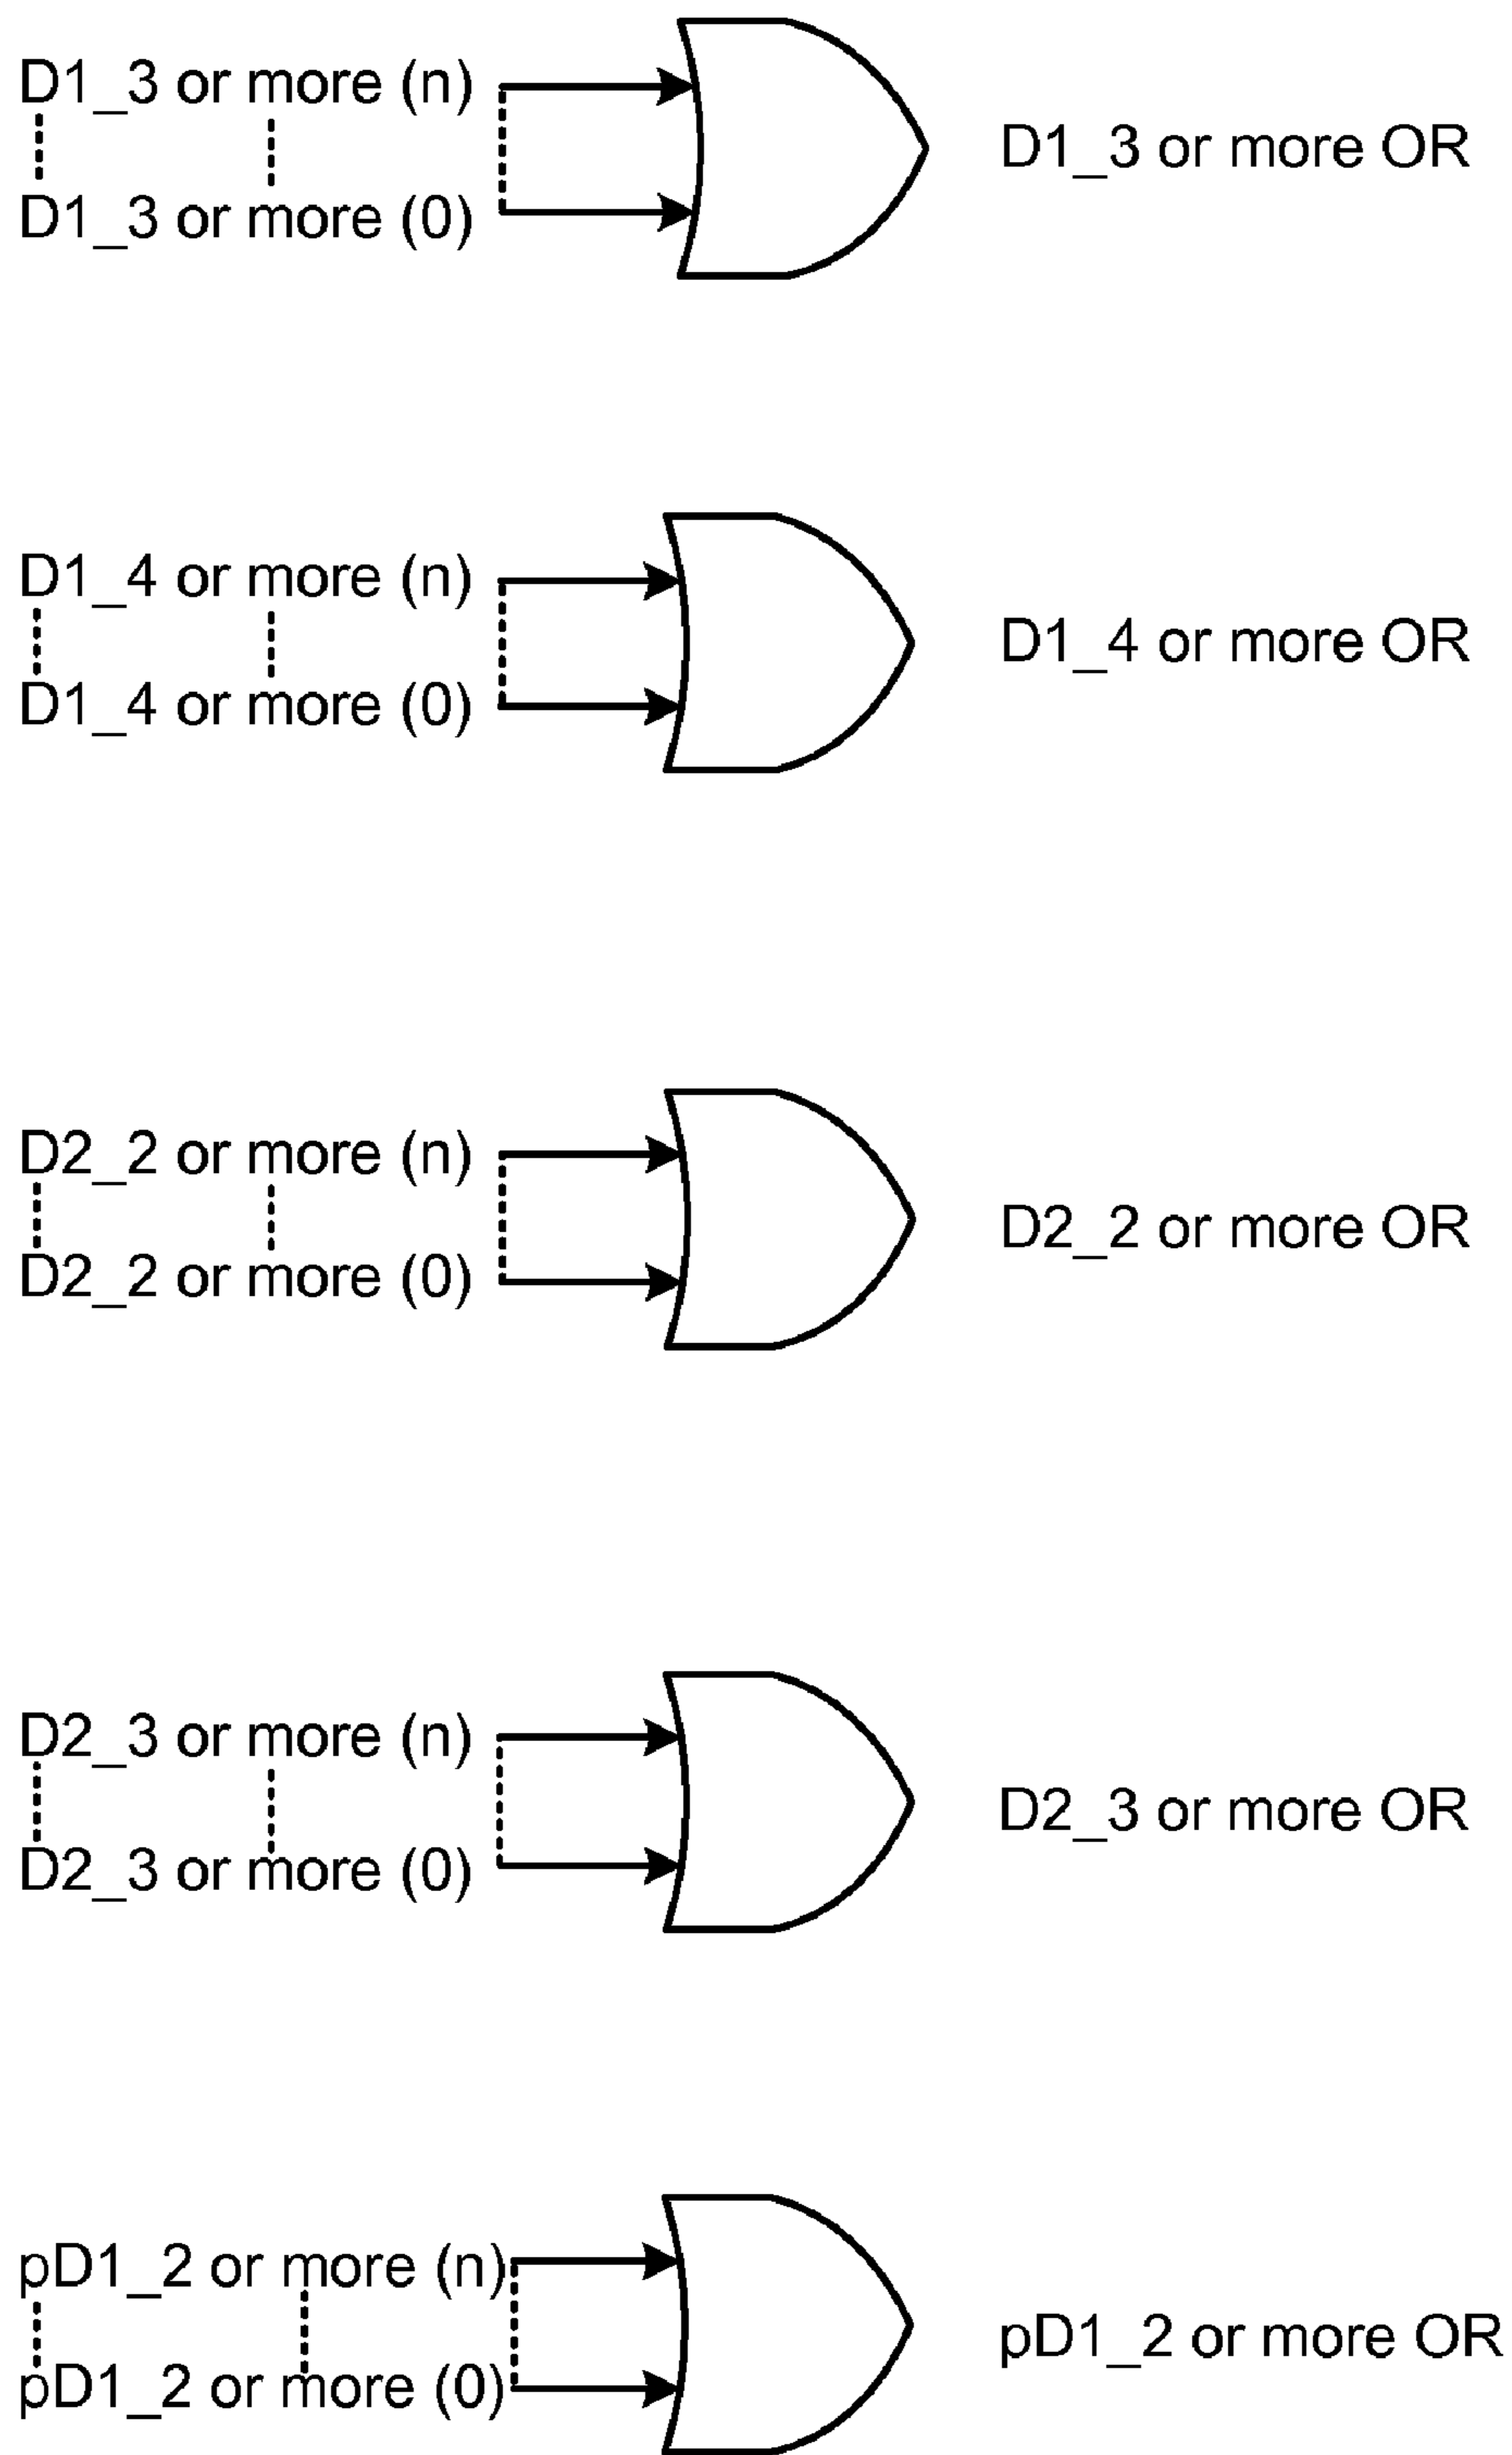 D1_3 or more (n)
D1_3 or more OR
D1_3 or more (0)
D1_4 or more (n)
D1_4 or more OR
D1_4 or more (0)
D2_2 or more (n)
D2_2 or more OR
D2_2 or more (0)
D2_3 or more (n)
D2_3 or more OR
D2_3 or more (0)
pD1_2 or more (n)
pD1_2 or more OR
pD1_2 or more (0)